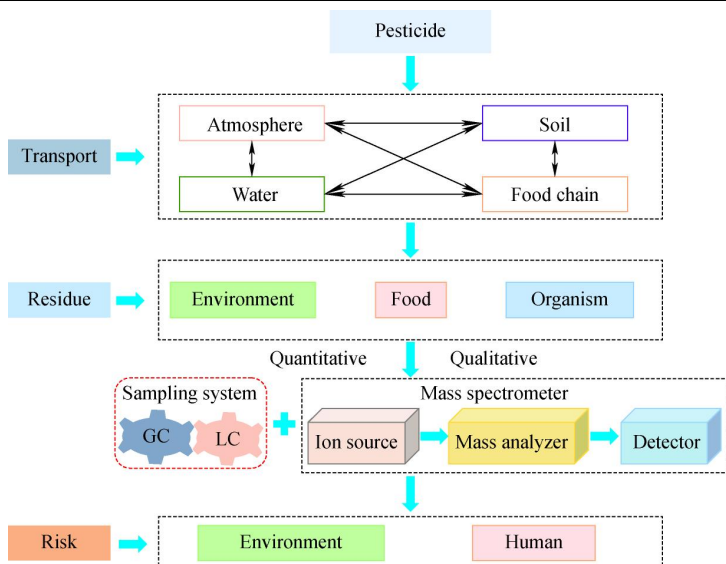 Pesticide
Atmosphere
Soil
Transport
Water
Food chain
Residue
Environment
Food
Organism
Quantitative
Qualitative
Sampling system
Mass spectrometer
GC
LC
Ion source
Mass analyzer
Detector
Risk
Environment
Human